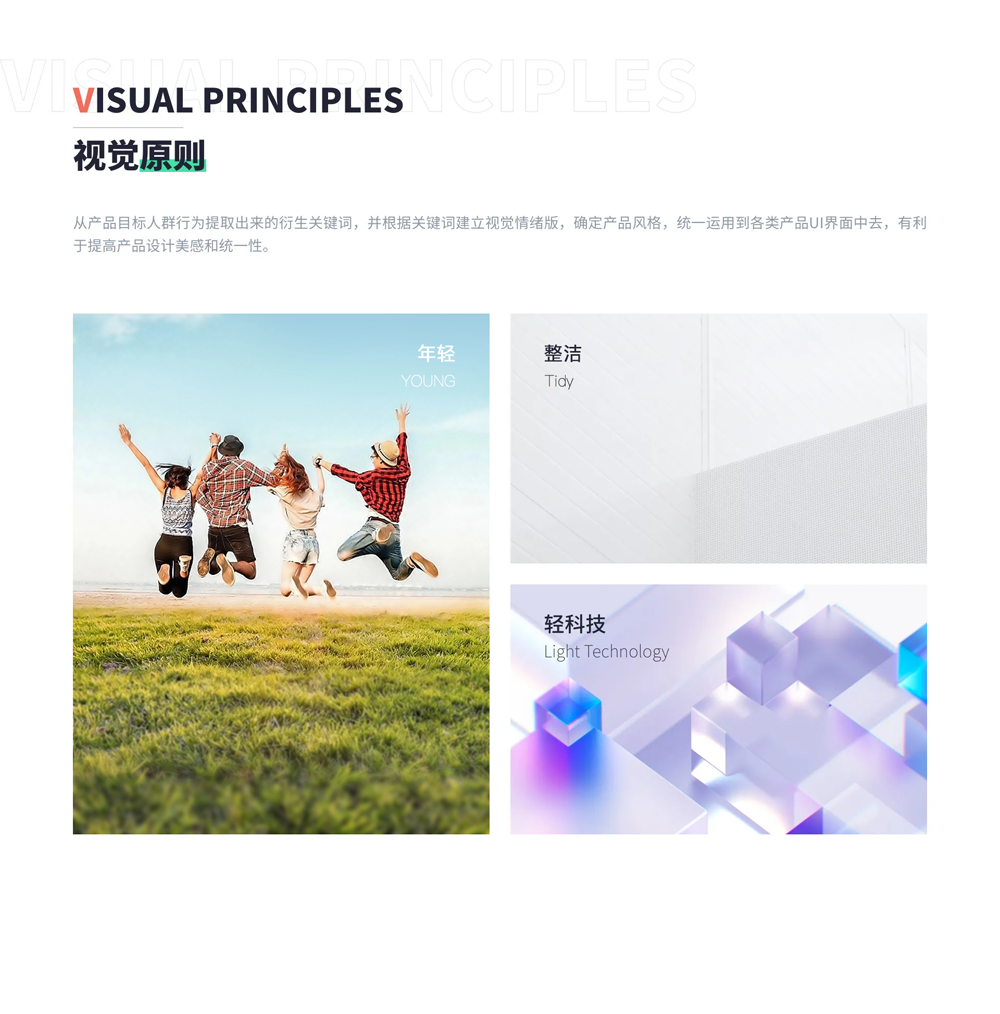 VISUAL PRINCIPLES
VISUAL PRINCIPLES
视觉原则
从产品目标人群行为提取出来的衍生关键词，并根据关键词建立视觉情绪版，确定产品风格，统一运用到各类产品UI界面中去，有利
于提高产品设计美感和统一性。
年轻
YOUNG
整洁
Tidy
轻科技
Light Technology